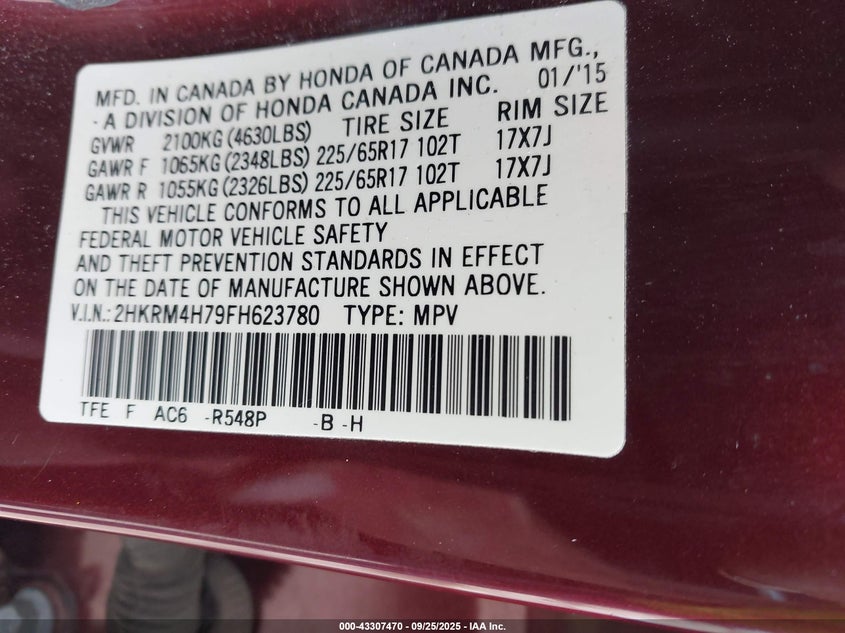 MFD. IN CANADA BY HONDA OF CANADA MFG.,
- A DIVISION OF HONDA CANADA INC. 01/'15
GVWR 2100KG (4630LBS) TIRE SIZE RIM SIZE
GAWR F 1065KG (2348LBS) 225/65R17 102T 17X7J
GAWR R 1055KG (2326LBS) 225/65R17 102T 17X7J
THIS VEHICLE CONFORMS TO ALL APPLICABLE
FEDERAL MOTOR VEHICLE SAFETY
AND THEFT PREVENTION STANDARDS IN EFFECT
ON THE DATE OF MANUFACTURE SHOWN ABOVE.
V.I.N.: 2HKRM4H79FH623780 TYPE: MPV
TFE F AC6 -R548P -B -H
000-43307470 - 09/25/2025 - IAA Inc.